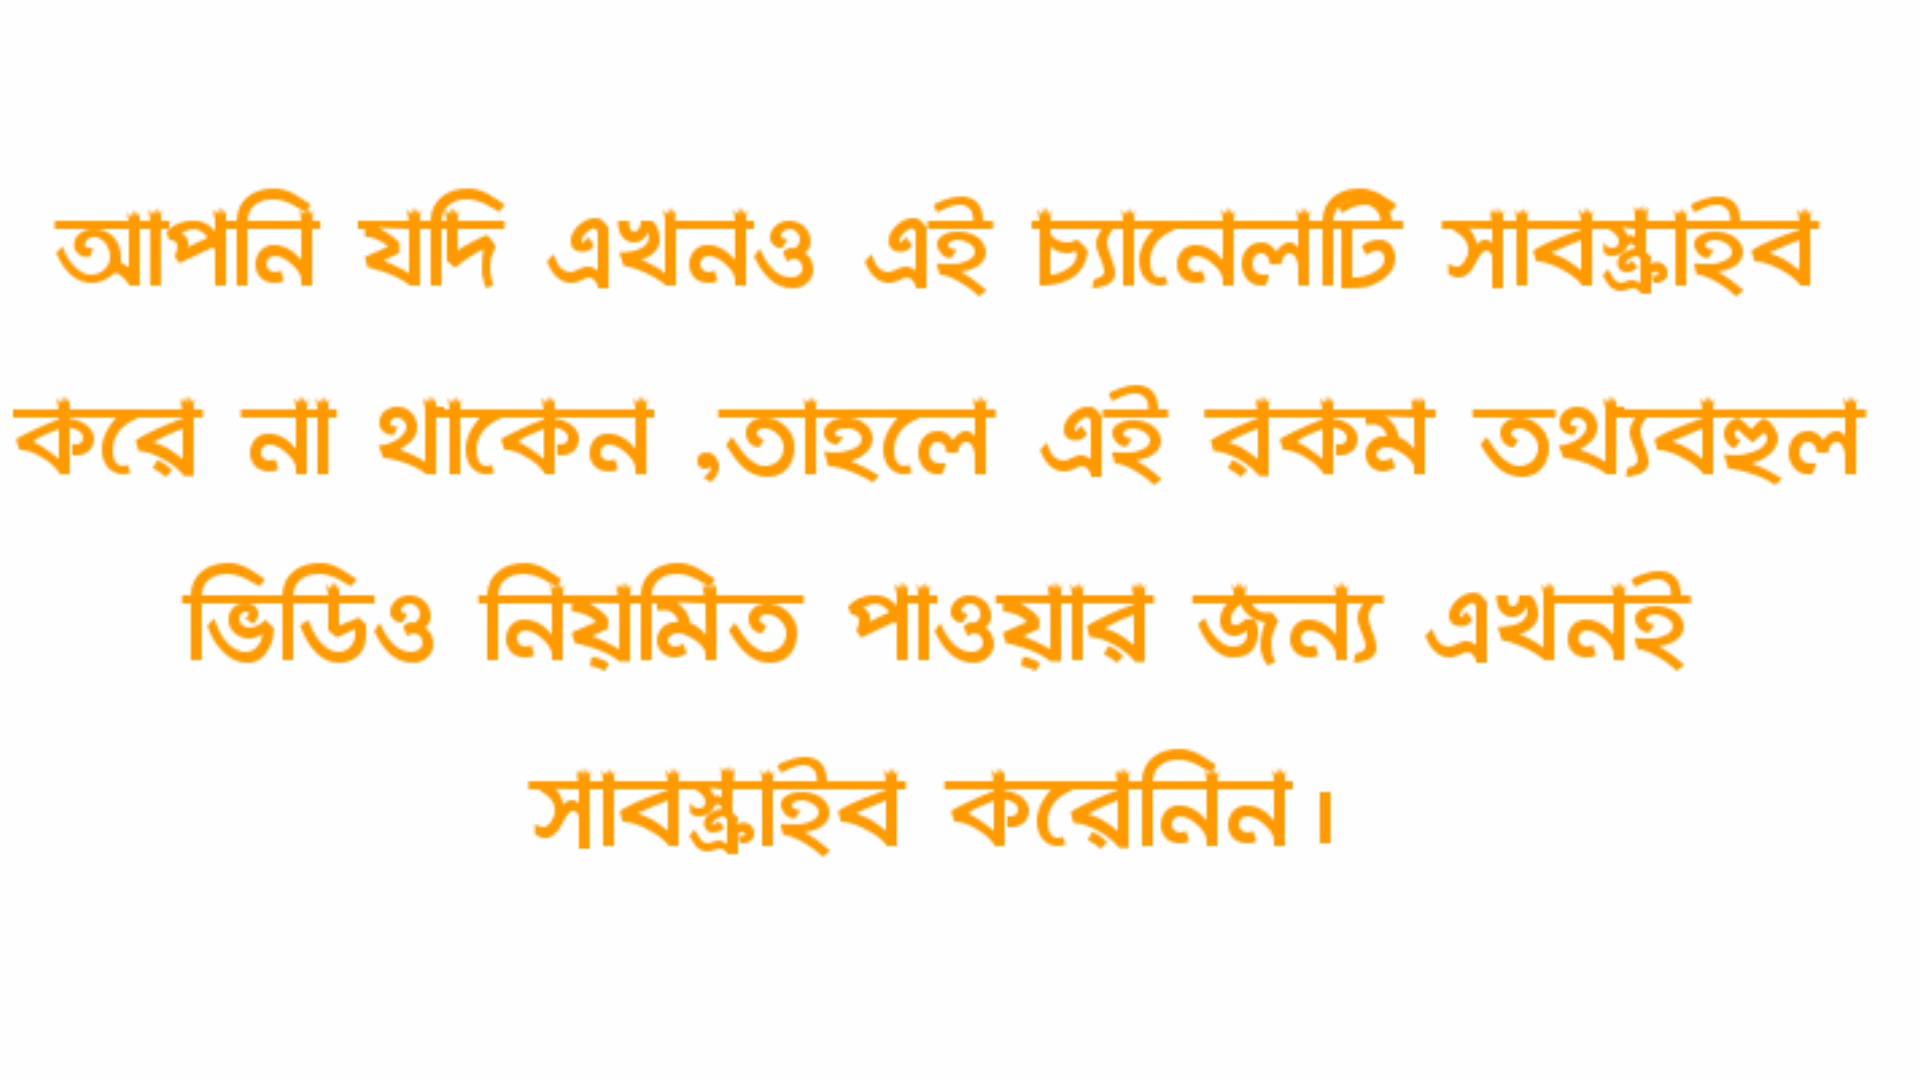 আপনি যদি এখনও এই চ্যানেলটি সাবস্ক্রাইব
করে না থাকেন ,তাহলে এই রকম তথ্যবহুল
ভিডিও নিয়মিত পাওয়ার জন্য এখনই
সাবস্ক্রাইব করেনিন।